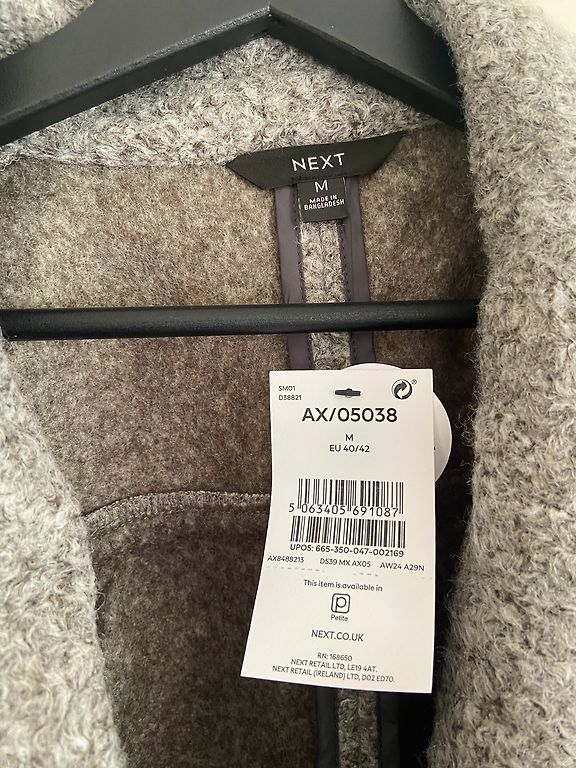 NEXT
M
MADE IN
BANGLADESH
SM01
D38821
AX/05038
M
EU 40/42
5 063405 691087
UPOS: 665-350-047-002169
AX8488213 D539 MX AX05 AW24 A29N
This item is available in
P
Petite
NEXT.CO.UK
RN: 168650
NEXT RETAIL LTD, LE19 4AT.
NEXT RETAIL (IRELAND) LTD, D02 ED70.